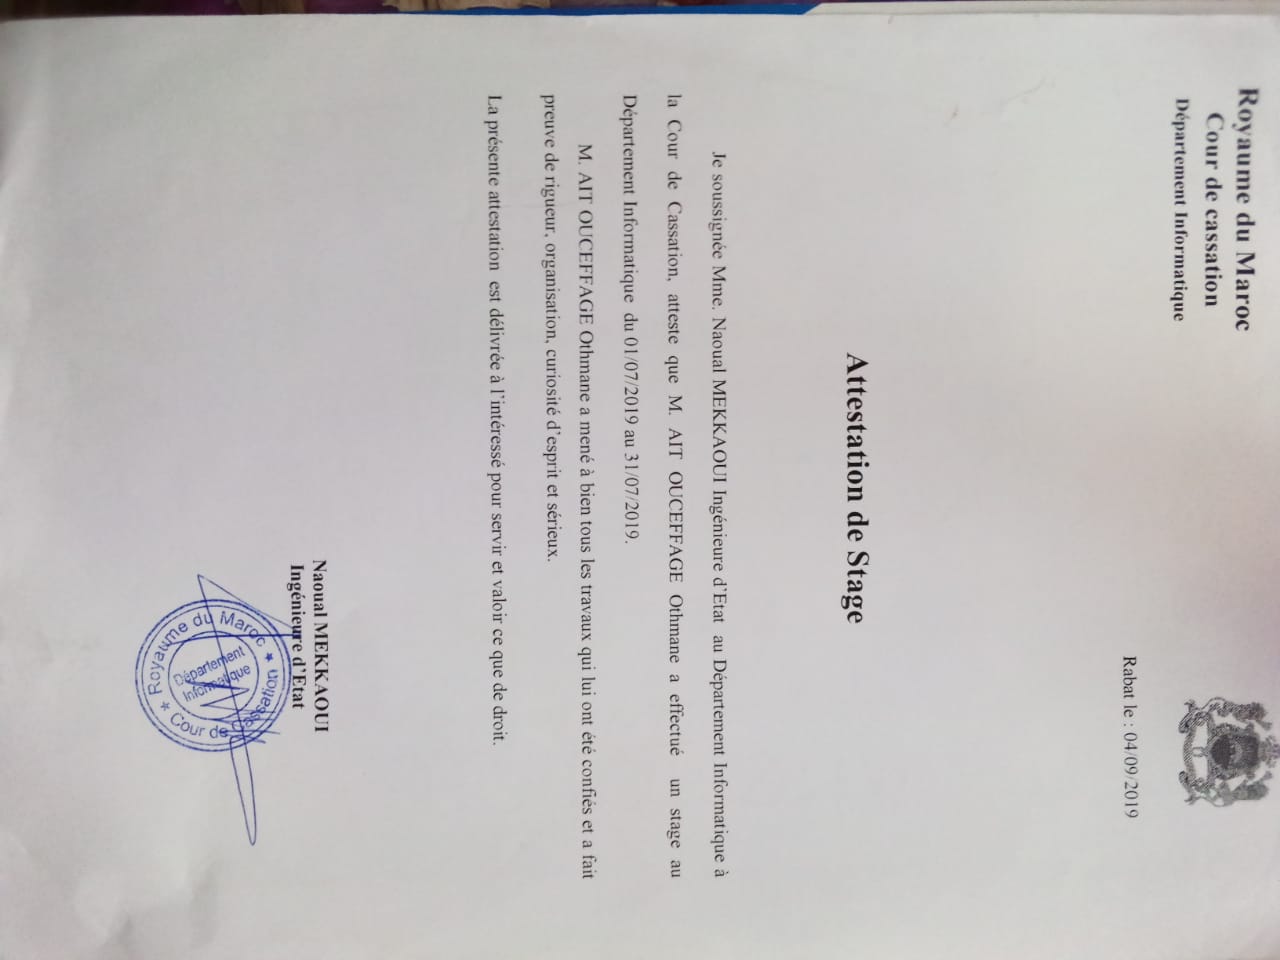 Royaume du Maroc
Cour de cassation
Département Informatique
Rabat le : 04/09/2019
Attestation de Stage
Je soussignée Mme. Naoual MEKKAOUI Ingénieure d'Etat au Département Informatique à
la Cour de Cassation, atteste que M. AIT OUCEFFAGE Othmane a effectué un stage au
Département Informatique du 01/07/2019 au 31/07/2019.
M. AIT OUCEFFAGE Othmane a mené à bien tous les travaux qui lui ont été confiés et a fait
preuve de rigueur, organisation, curiosité d'esprit et sérieux.
La présente attestation est délivrée à l'intéressé pour servir et valoir ce que de droit.
Naoual MEKKAOUI
Ingénieure d'Etat
Royaume du Maroc ★ Cour de Cassation ★
Département
Informatique